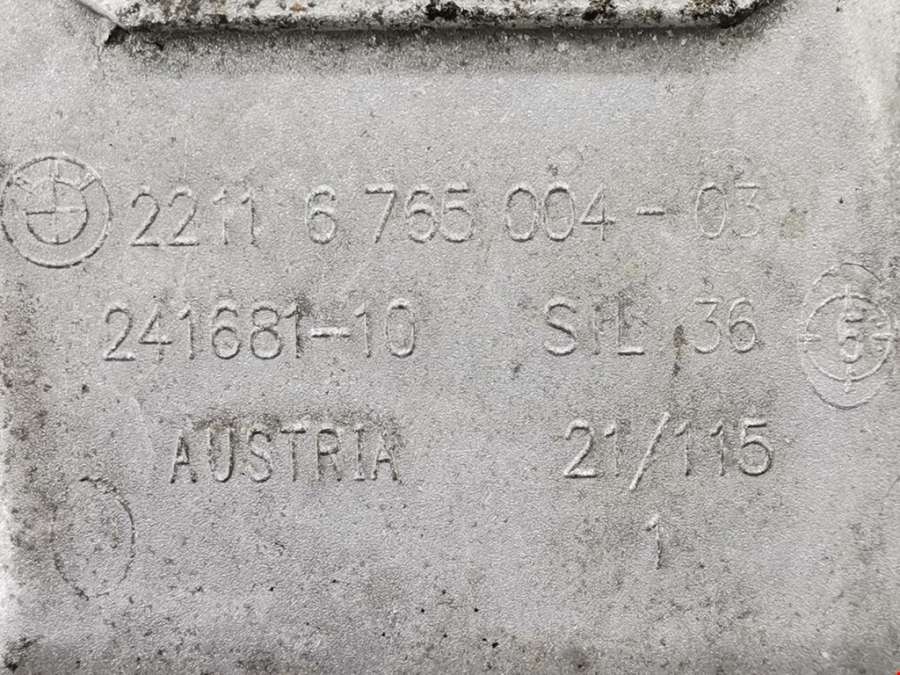 2211 6 765 004-03
241681-10 SIL 36
AUSTRIA 21/115
1